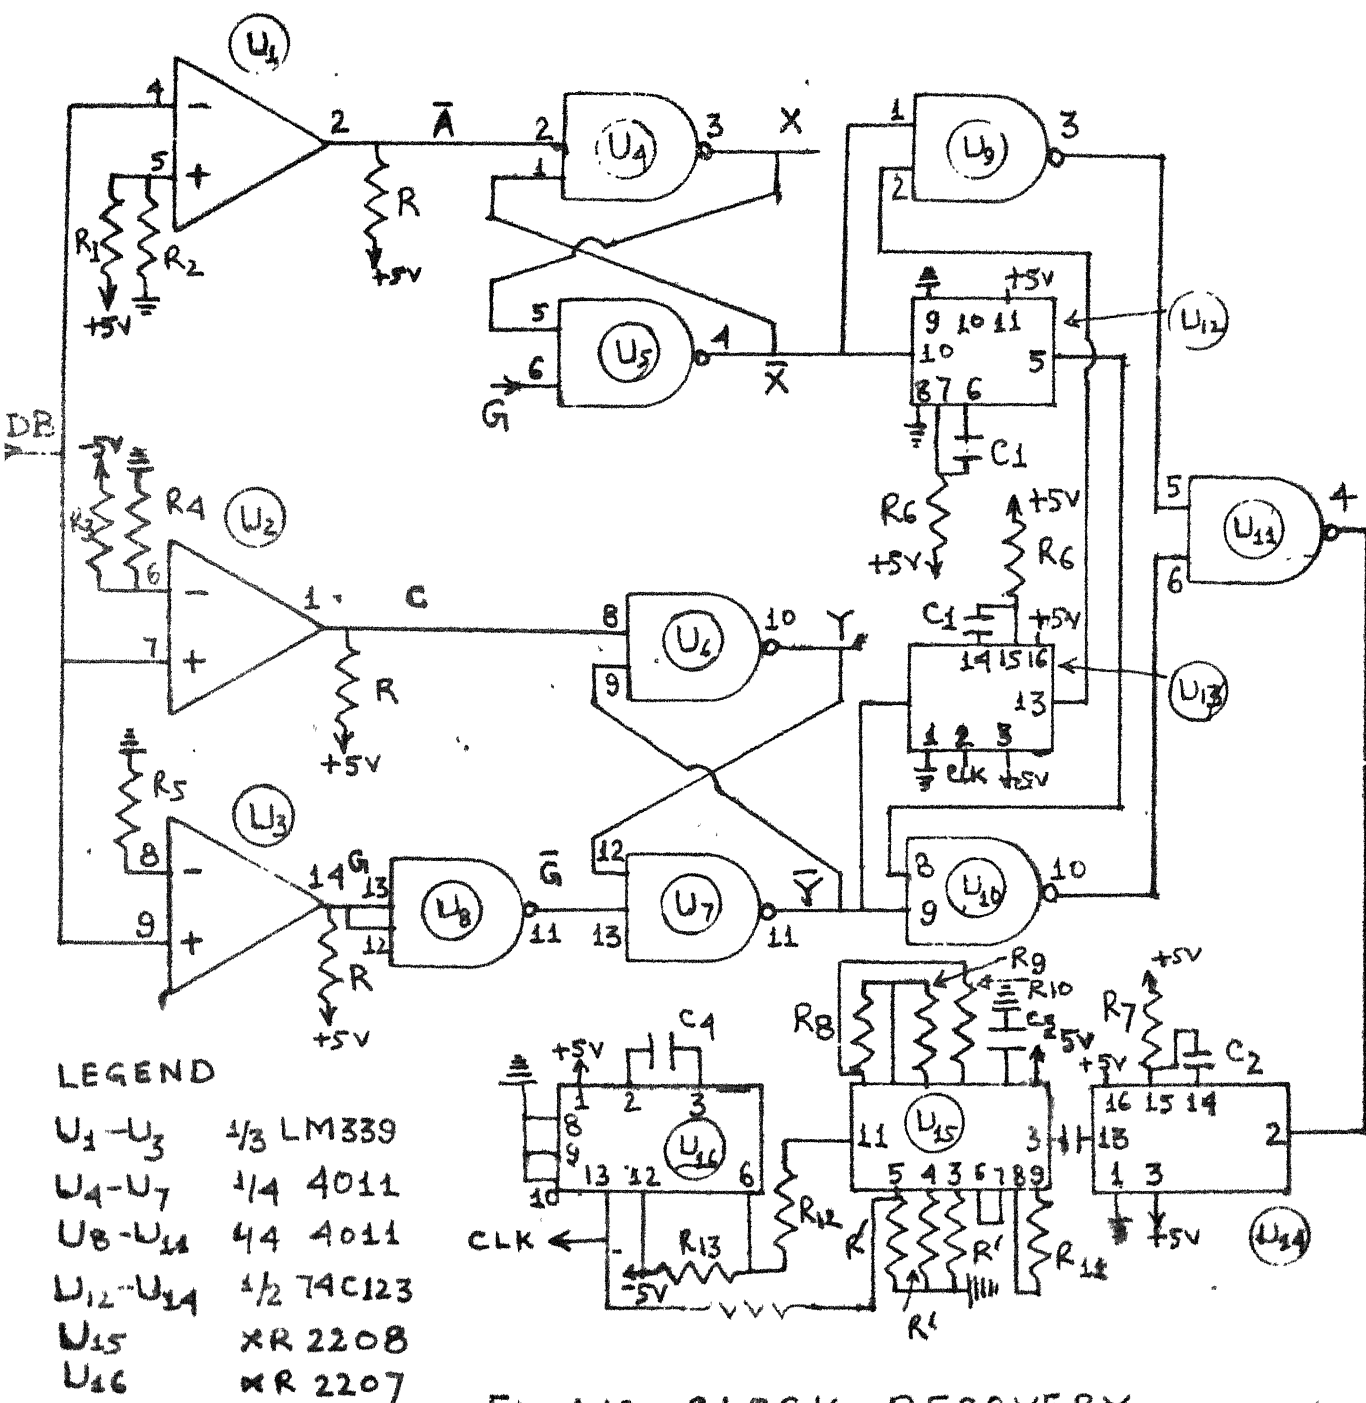 U1
4
−
2
Ā
2
U4
3
X
1
U9
3
5
+
1
2
R1
R2
R
+5V
+5V
+5V
9 10 11
U12
5
U5
4
10
5
6
X̄
8 7 6
G
C1
DB
-5V
R4
U2
R6
+5V
5
4
R3
R6
U11
6
−
+5V
6
1
C
8
10
Y
C1
+5V
7
+
U6
14 15 16
U13
R
9
13
+5V
1 2 3
CLK +5V
R5
U3
8
−
14 G
13
Ḡ
12
Ȳ
8
U10
10
9
+
U8
U7
9
12
11
13
11
R
+5V
R9
R10
+5V
R8
R7
C4
C3
5V
C2
LEGEND
+5V
+5V
1 2 3
16 15 14
U1-U3 1/3 LM339
8
9
U16
11
U15
3
13
2
U4-U7 1/4 4011
10
13 12 6
5 4 3 6 7 8 9
1 3
U8-U11 1/4 4011
CLK
R13
R12
R'
R'
R11
+5V
U14
U12-U14 1/2 74C123
-5V
R'
U15 XR 2208
U16 XR 2207
CLOCK RECOVERY